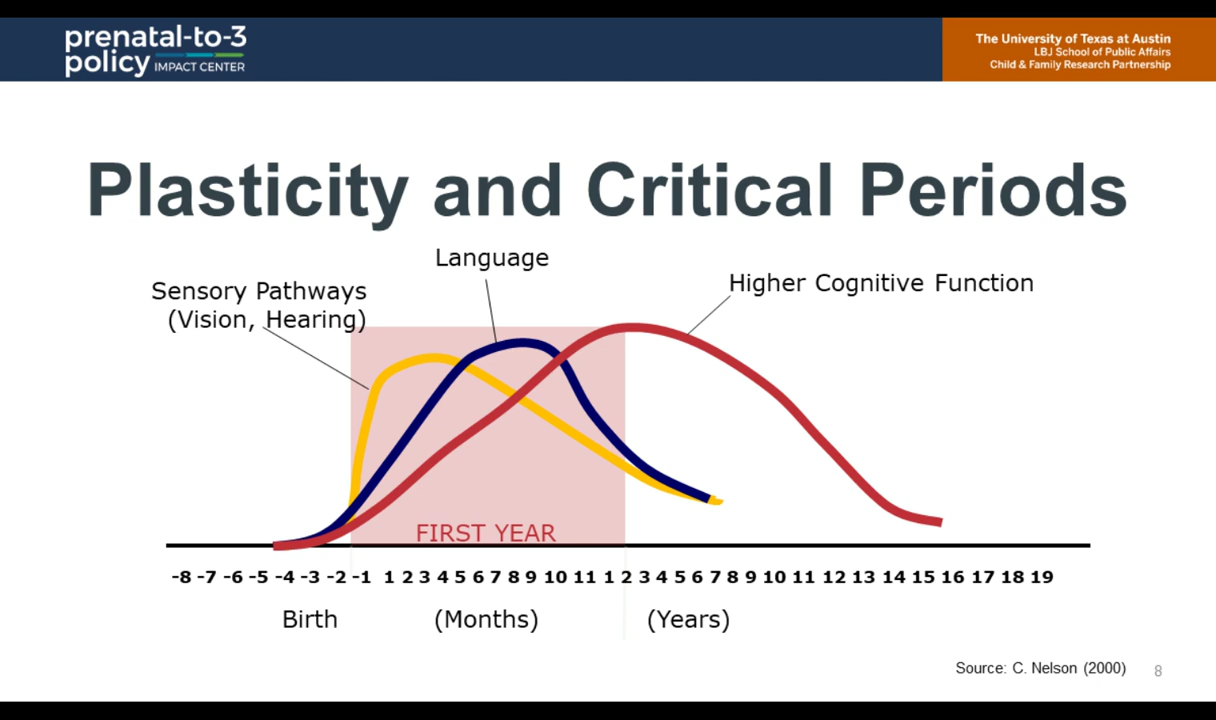 prenatal-to-3
policy IMPACT CENTER
The University of Texas at Austin
LBJ School of Public Affairs
Child & Family Research Partnership
Plasticity and Critical Periods
Language
Sensory Pathways
(Vision, Hearing)
Higher Cognitive Function
FIRST YEAR
-8 -7 -6 -5 -4 -3 -2 -1 1 2 3 4 5 6 7 8 9 10 11 1 2 3 4 5 6 7 8 9 10 11 12 13 14 15 16 17 18 19
Birth (Months) (Years)
Source: C. Nelson (2000) 8